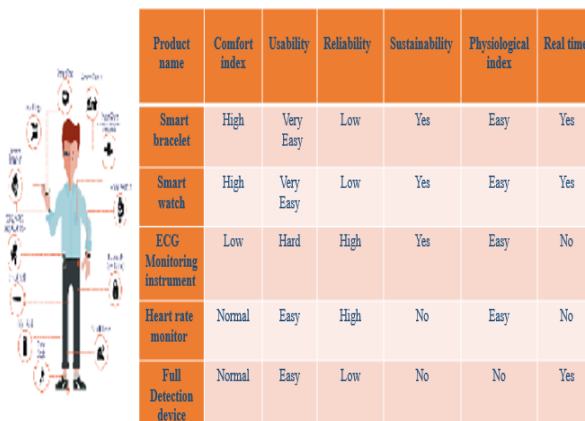 Product name Comfort index Usability Reliability Sustainability Physiological index Real time
Smart bracelet High Very Easy Low Yes Easy Yes
Smart watch High Very Easy Low Yes Easy Yes
ECG Monitoring instrument Low Hard High Yes Easy No
Heart rate monitor Normal Easy High No Easy No
Full Detection device Normal Easy Low No No Yes